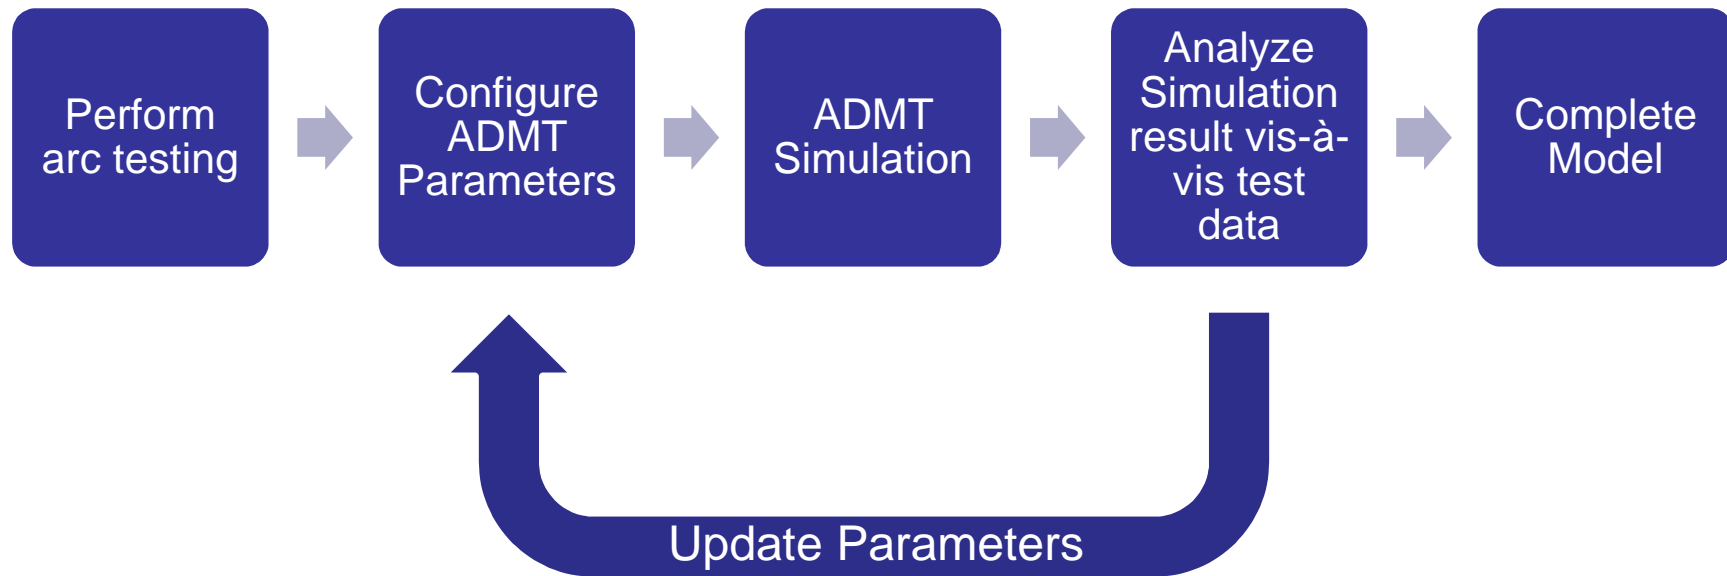 Perform
arc testing
Configure
ADMT
Parameters
ADMT
Simulation
Analyze
Simulation
result vis-à-
vis test
data
Complete
Model
Update Parameters